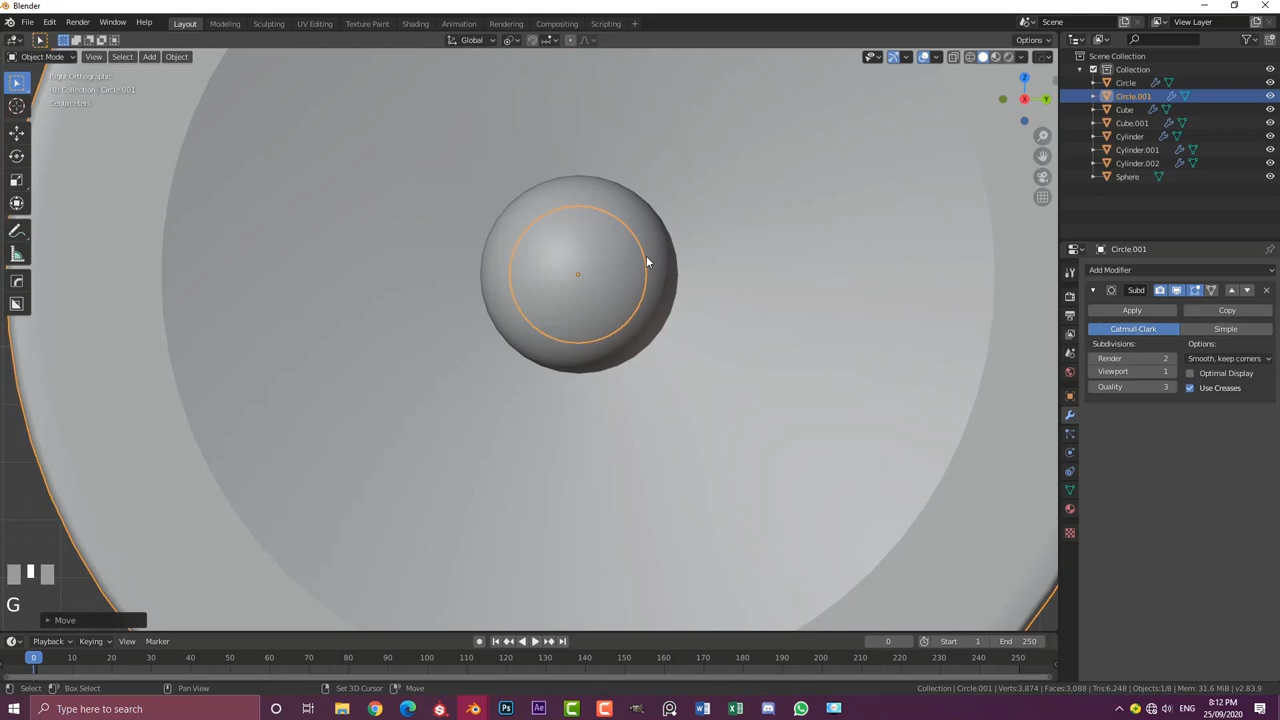 Blender
File Edit Render Window Help Layout Modeling Sculpting UV Editing Texture Paint Shading Animation Rendering Compositing Scripting + Scene View Layer
Global Options
Object Mode View Select Add Object
Right Orthographic
(0) Collection | Circle.001
Centimeters
Z
X
Y
Scene Collection
Collection
Circle
Circle.001
Cube
Cube.001
Cylinder
Cylinder.001
Cylinder.002
Sphere
Circle.001
Add Modifier
Subd
Apply Copy
Catmull-Clark Simple
Subdivisions: Options:
Render 2 Smooth, keep corners
Viewport 1 Optimal Display
Quality 3 Use Creases
G
Move
Playback Keying View Marker 0 Start 1 End 250
0 10 20 30 40 50 60 70 80 90 100 110 120 130 140 150 160 170 180 190 200 210 220 230 240 250
Select Box Select Pan View Set 3D Cursor Move Collection | Circle.001 | Verts:3,874 | Faces:3,088 | Tris:6,248 | Objects:1/8 | Mem: 31.6 MiB | v2.83.9
Type here to search
8:12 PM
25/09/2020